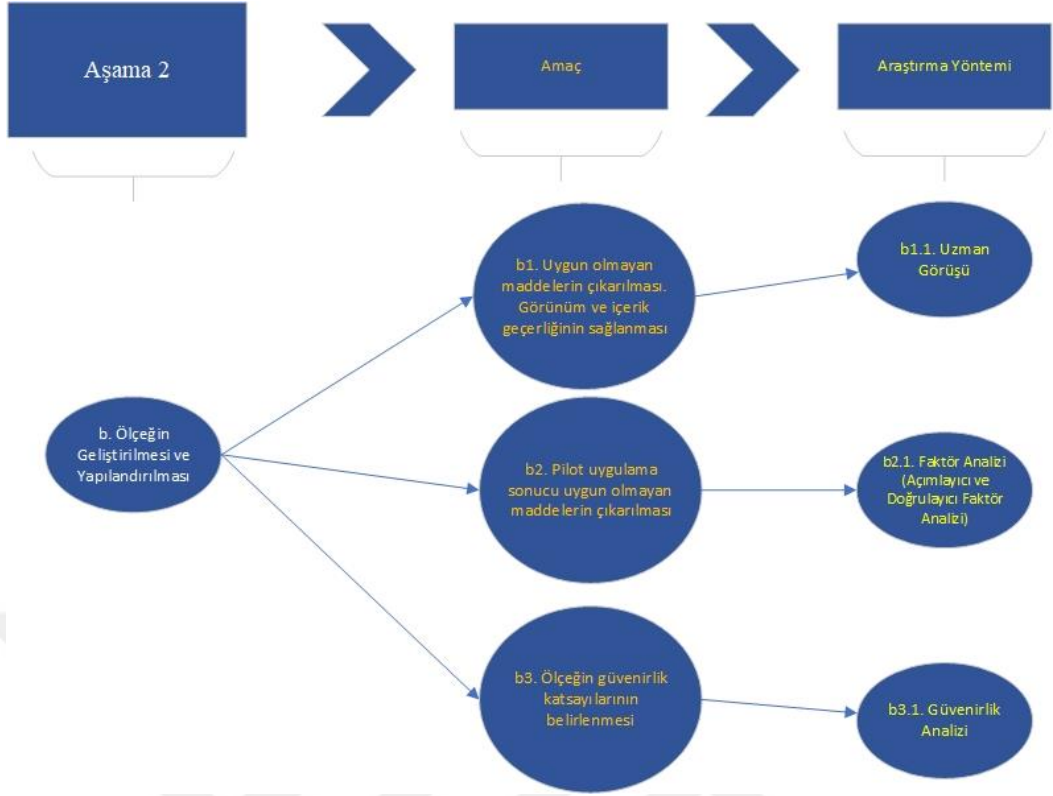 Aşama 2
Amaç
Araştırma Yöntemi
b1. Uygun olmayan
maddelerin çıkarılması.
Görünüm ve içerik
geçerliğinin sağlanması
b1.1. Uzman
Görüşü
b. Ölçeğin
Geliştirilmesi ve
Yapılandırılması
b2. Pilot uygulama
sonucu uygun olmayan
maddelerin çıkarılması
b2.1. Faktör Analizi
(Açımlayıcı ve
Doğrulayıcı Faktör
Analizi)
b3. Ölçeğin güvenirlik
katsayılarının
belirlenmesi
b3.1. Güvenirlik
Analizi